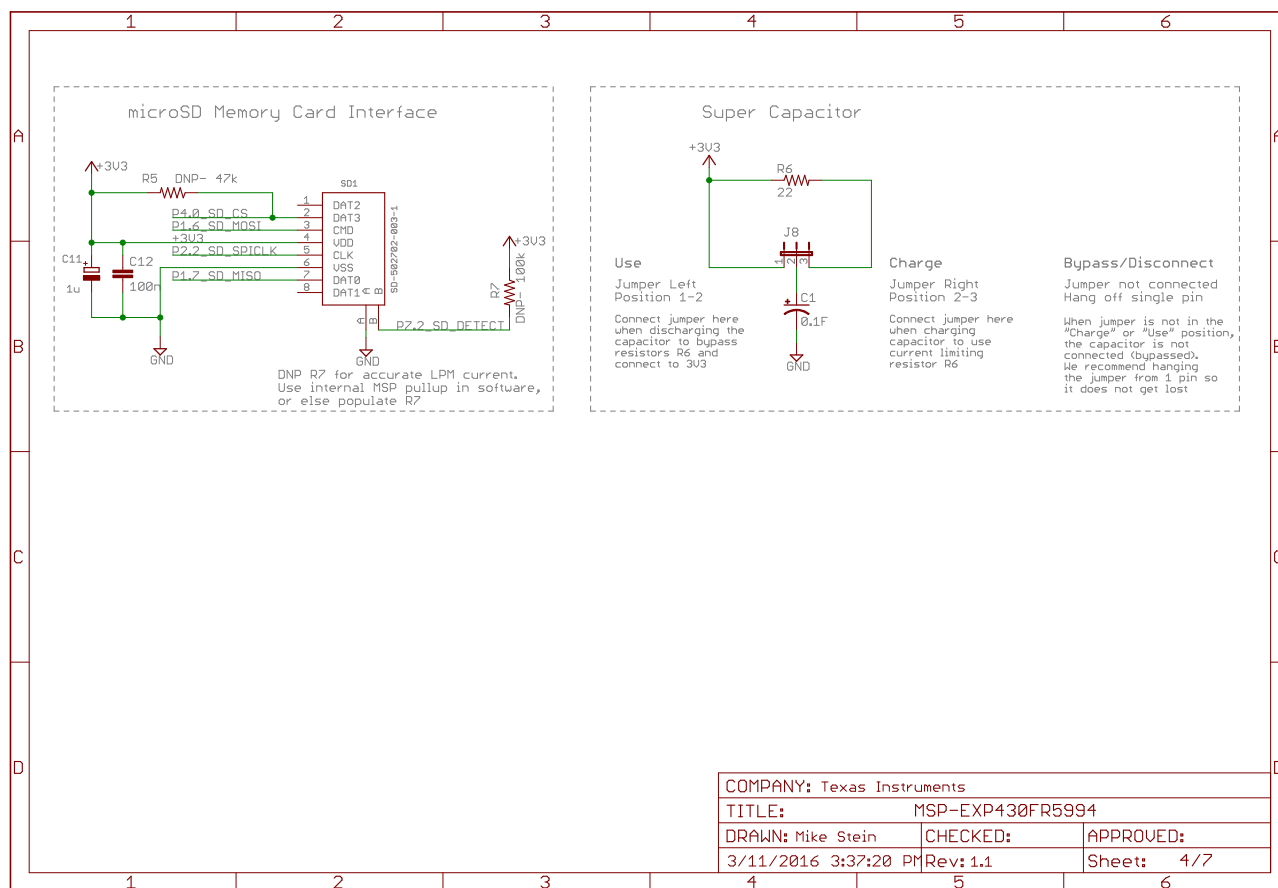 1 2 3 4 5 6
A
B
C
D
microSD Memory Card Interface
+3V3
R5 DNP- 47k
SD1
P4.0_SD_CS
P1.6_SD_MOSI
+3V3
P2.2_SD_SPICLK
P1.7_SD_MISO
1 DAT2
2 DAT3
3 CMD
4 VDD
5 CLK
6 VSS
7 DAT0
8 DAT1
A B
A B
SD-502702-003-1
C11
+
1u
C12
100n
GND
GND
P7.2_SD_DETECT
+3V3
R7
DNP- 100k
DNP R7 for accurate LPM current.
Use internal MSP pullup in software,
or else populate R7
Super Capacitor
+3V3
R6
22
J8
1 2 3
+
C1
0.1F
GND
Use
Jumper Left
Position 1-2
Connect jumper here
when discharging the
capacitor to bypass
resistors R6 and
connect to 3V3
Charge
Jumper Right
Position 2-3
Connect jumper here
when charging
capacitor to use
current limiting
resistor R6
Bypass/Disconnect
Jumper not connected
Hang off single pin
When jumper is not in the
"Charge" or "Use" position,
the capacitor is not
connected (bypassed).
We recommend hanging
the jumper from 1 pin so
it does not get lost
A
B
C
D
COMPANY: Texas Instruments
TITLE: MSP-EXP430FR5994
DRAWN: Mike Stein CHECKED: APPROVED:
3/11/2016 3:37:20 PM Rev: 1.1 Sheet: 4/7
1 2 3 4 5 6